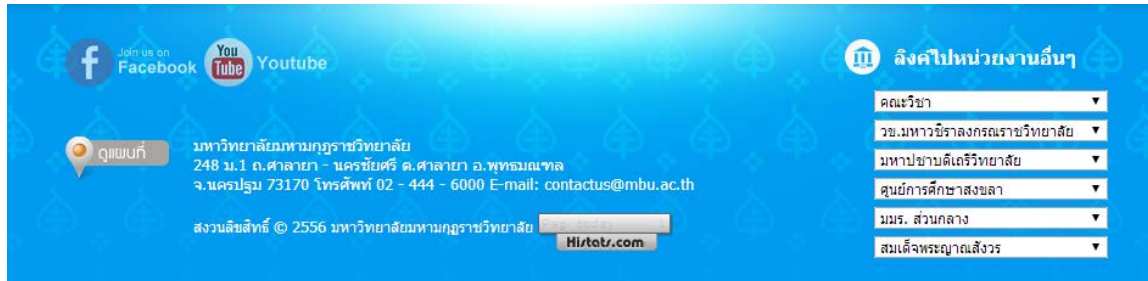 Join us on
Facebook
You
Tube
Youtube
ลิงค์ไปหน่วยงานอื่นๆ
คณะวิชา
วข.มหาวชิราลงกรณราชวิทยาลัย
มหาปชาบดีเถรีวิทยาลัย
ศูนย์การศึกษาสงขลา
มมร. ส่วนกลาง
สมเด็จพระญาณสังวร
ดูแผนที่
มหาวิทยาลัยมหามกุฏราชวิทยาลัย
248 ม.1 ถ.ศาลายา - นครชัยศรี ต.ศาลายา อ.พุทธมณฑล
จ.นครปฐม 73170 โทรศัพท์ 02 - 444 - 6000 E-mail: contactus@mbu.ac.th
สงวนลิขสิทธิ์ © 2556 มหาวิทยาลัยมหามกุฏราชวิทยาลัย
Histats.com